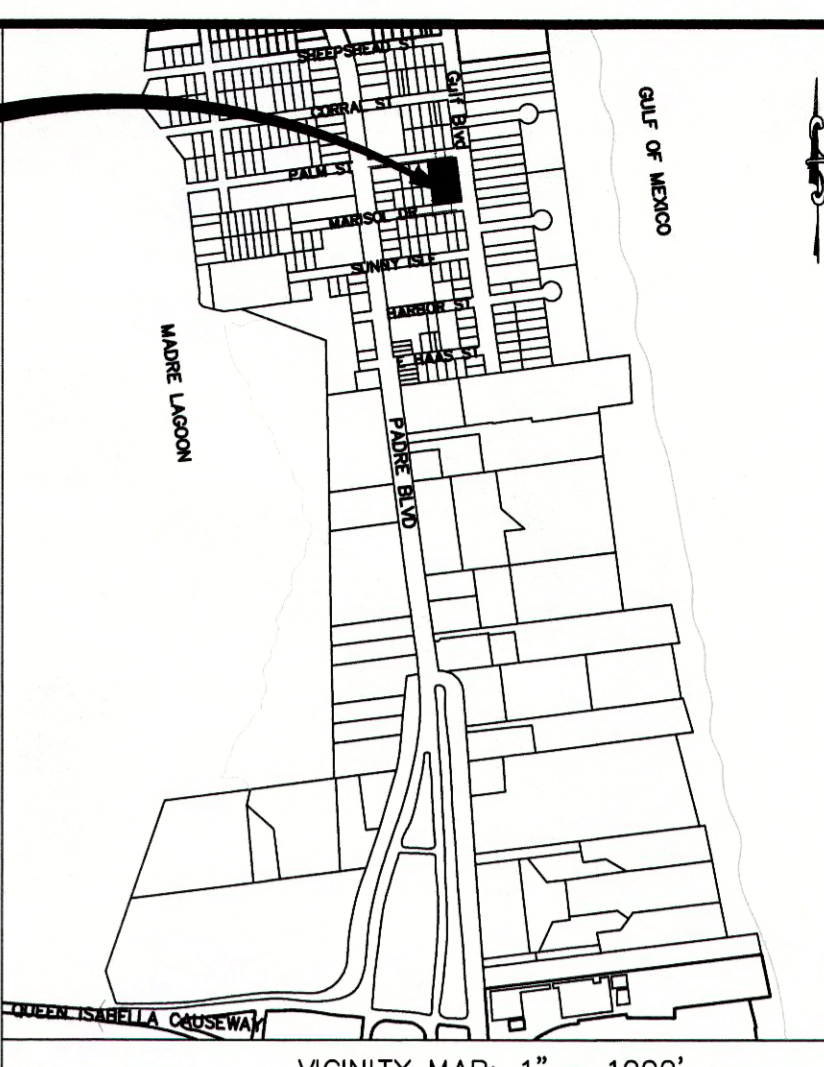 SHEEPSHEAD ST
Gulf Blvd
GULF OF MEXICO
CORRAL ST
PALM ST
MARISOL DR
SUNNY ISLE
HARBOR ST
E HAAS ST
MADRE LAGOON
PADRE BLVD
QUEEN ISABELLA CAUSEWAY
VICINITY MAP: 1" = 1000'